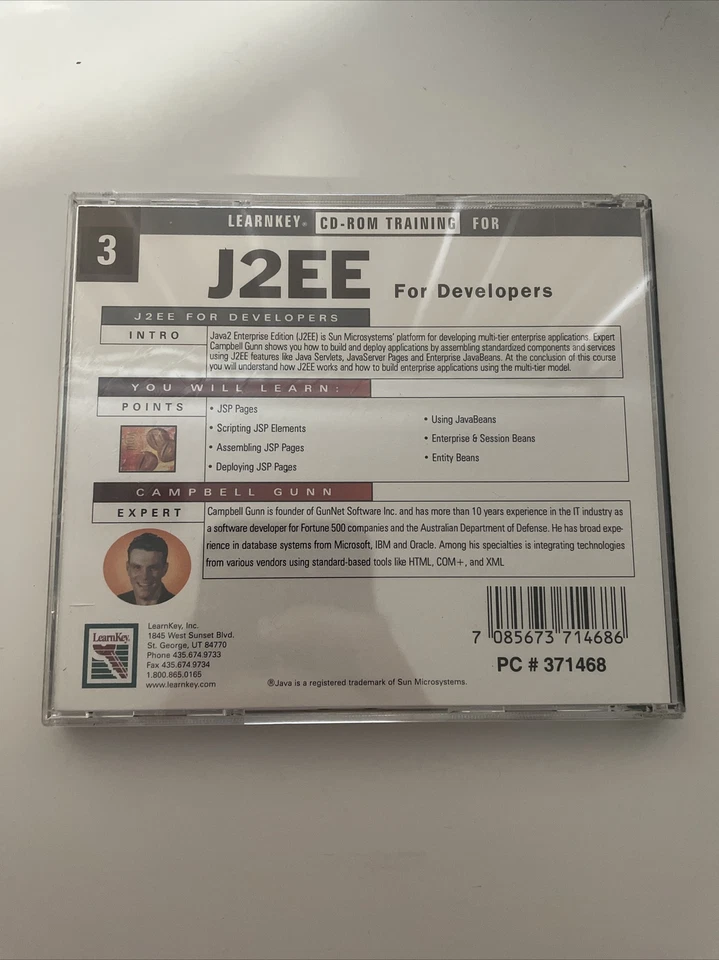 LEARNKEY® CD-ROM TRAINING FOR
3
J2EE For Developers
J2EE FOR DEVELOPERS
INTRO
Java2 Enterprise Edition (J2EE) is Sun Microsystems' platform for developing multi-tier enterprise applications. Expert
Campbell Gunn shows you how to build and deploy applications by assembling standardized components and services
using J2EE features like Java Servlets, JavaServer Pages and Enterprise JavaBeans. At the conclusion of this course
you will understand how J2EE works and how to build enterprise applications using the multi-tier model.
YOU WILL LEARN:
POINTS
• JSP Pages
• Scripting JSP Elements
• Assembling JSP Pages
• Deploying JSP Pages
• Using JavaBeans
• Enterprise & Session Beans
• Entity Beans
CAMPBELL GUNN
EXPERT
Campbell Gunn is founder of GunNet Software Inc. and has more than 10 years experience in the IT industry as
a software developer for Fortune 500 companies and the Australian Department of Defense. He has broad expe-
rience in database systems from Microsoft, IBM and Oracle. Among his specialties is integrating technologies
from various vendors using standard-based tools like HTML, COM+, and XML
LearnKey.
LearnKey, Inc.
1845 West Sunset Blvd.
St. George, UT 84770
Phone 435.674.9733
Fax 435.674.9734
1.800.865.0165
www.learnkey.com
®Java is a registered trademark of Sun Microsystems.
7 085673 714686
PC # 371468